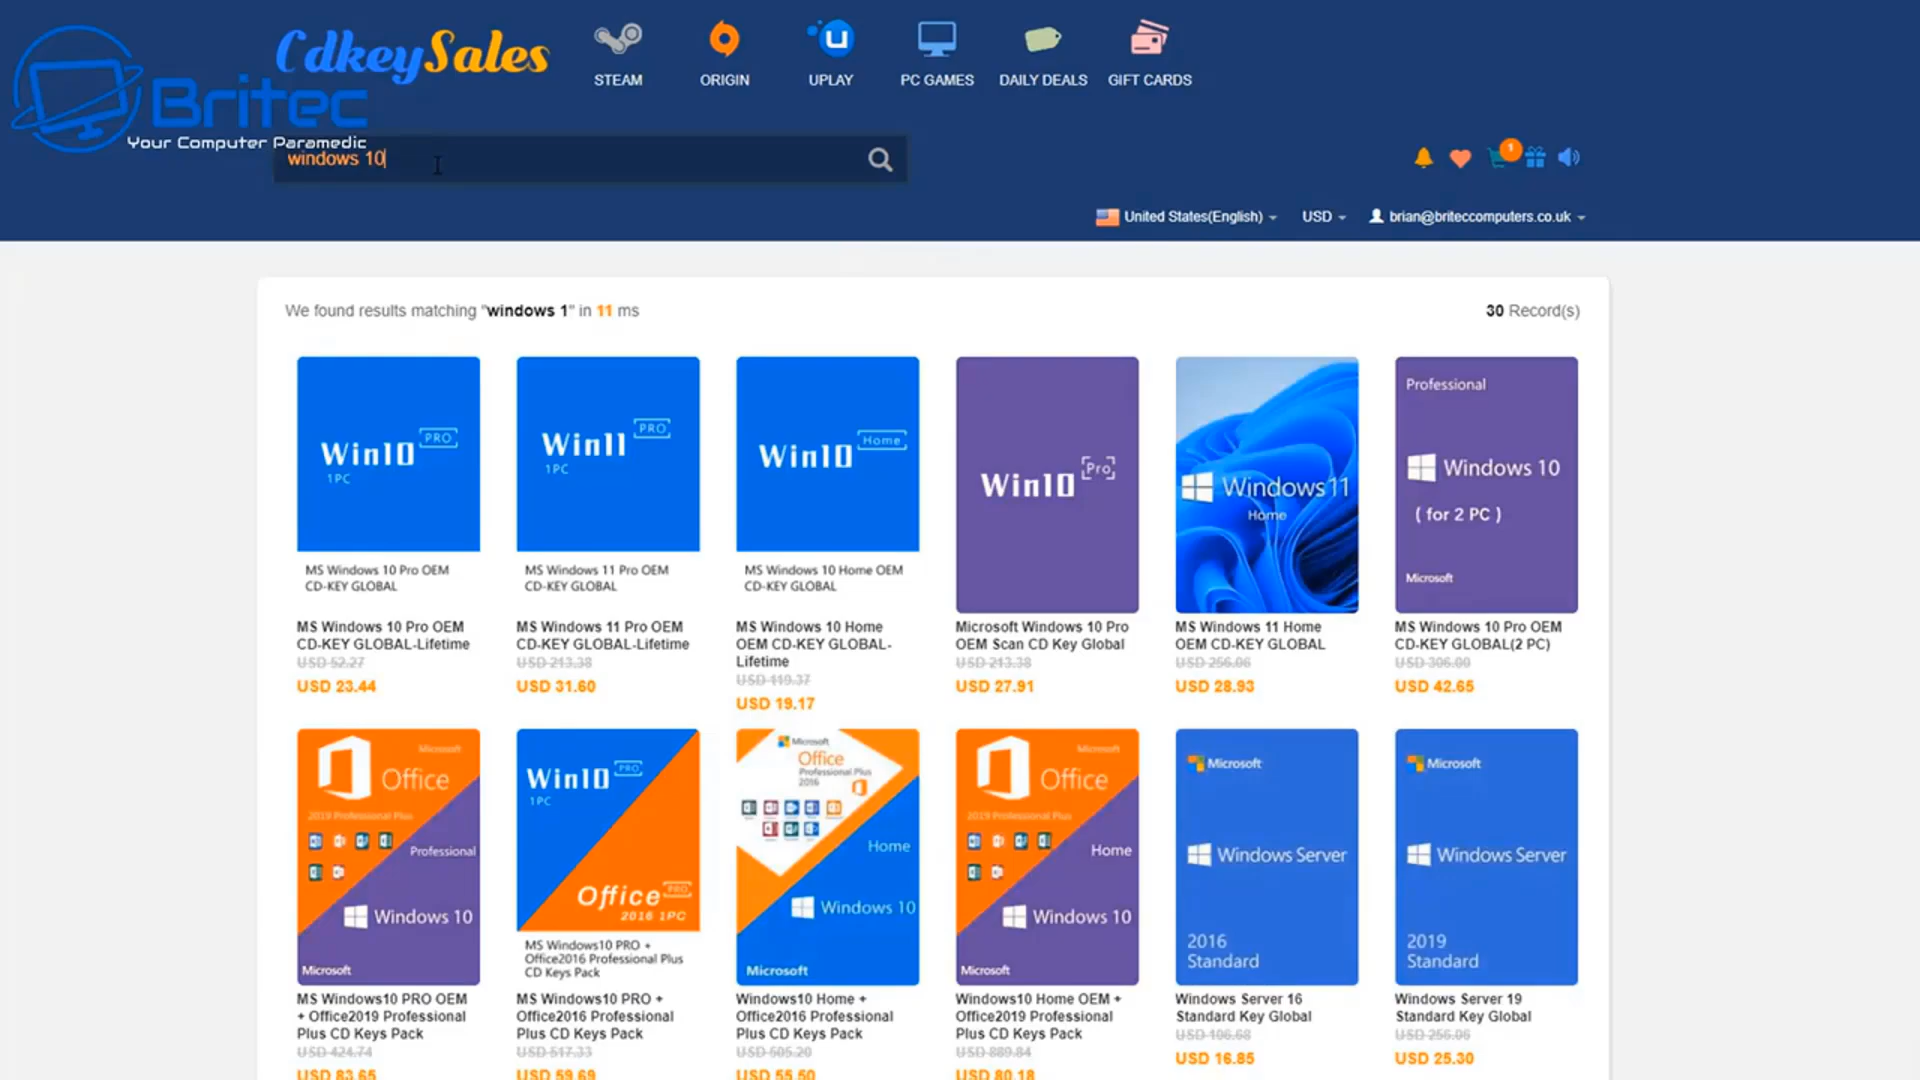 CdkeySales
STEAM
ORIGIN
UPLAY
PC GAMES
DAILY DEALS
GIFT CARDS
Britec
Your Computer Paramedic
windows 10
1
United States(English)
USD
brian@briteccomputers.co.uk
We found results matching "windows 1" in 11 ms
30 Record(s)
Win10 PRO
1PC
MS Windows 10 Pro OEM
CD-KEY GLOBAL
Win11 PRO
1PC
MS Windows 11 Pro OEM
CD-KEY GLOBAL
Win10 Home
MS Windows 10 Home OEM
CD-KEY GLOBAL
Win10 Pro
Windows 11
Home
Professional
Windows 10
( for 2 PC )
Microsoft
MS Windows 10 Pro OEM
CD-KEY GLOBAL-Lifetime
USD 52.27
USD 23.44
MS Windows 11 Pro OEM
CD-KEY GLOBAL-Lifetime
USD 213.38
USD 31.60
MS Windows 10 Home
OEM CD-KEY GLOBAL-
Lifetime
USD 119.37
USD 19.17
Microsoft Windows 10 Pro
OEM Scan CD Key Global
USD 213.38
USD 27.91
MS Windows 11 Home
OEM CD-KEY GLOBAL
USD 256.06
USD 28.93
MS Windows 10 Pro OEM
CD-KEY GLOBAL(2 PC)
USD 306.00
USD 42.65
Microsoft
Office
2019 Professional Plus
Professional
Windows 10
Microsoft
Win10 PRO
1PC
Office PRO
2016 1PC
MS Windows10 PRO +
Office2016 Professional Plus
CD Keys Pack
Microsoft
Office
Professional Plus
2016
Home
Windows 10
Microsoft
Microsoft
Office
2019 Professional Plus
Home
Windows 10
Microsoft
Microsoft
Windows Server
2016
Standard
Microsoft
Windows Server
2019
Standard
MS Windows10 PRO OEM
+ Office2019 Professional
Plus CD Keys Pack
USD 424.74
USD 83.65
MS Windows10 PRO +
Office2016 Professional
Plus CD Keys Pack
USD 517.33
USD 59.69
Windows10 Home +
Office2016 Professional
Plus CD Keys Pack
USD 505.20
USD 55.50
Windows10 Home OEM +
Office2019 Professional
Plus CD Keys Pack
USD 889.84
USD 80.18
Windows Server 16
Standard Key Global
USD 106.68
USD 16.85
Windows Server 19
Standard Key Global
USD 256.06
USD 25.30